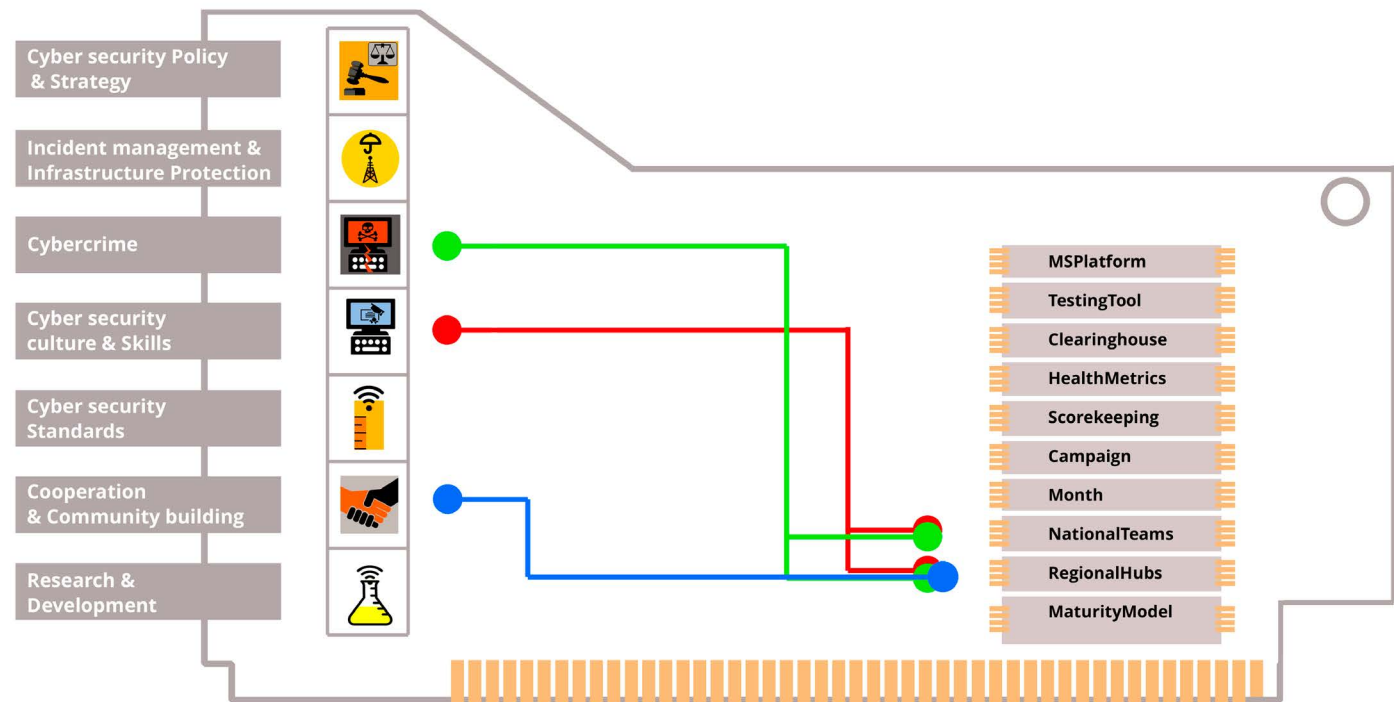 Cyber security Policy
& Strategy
Incident management &
Infrastructure Protection
Cybercrime
Cyber security
culture & Skills
Cyber security
Standards
Cooperation
& Community building
Research &
Development
MSPlatform
TestingTool
Clearinghouse
HealthMetrics
Scorekeeping
Campaign
Month
NationalTeams
RegionalHubs
MaturityModel